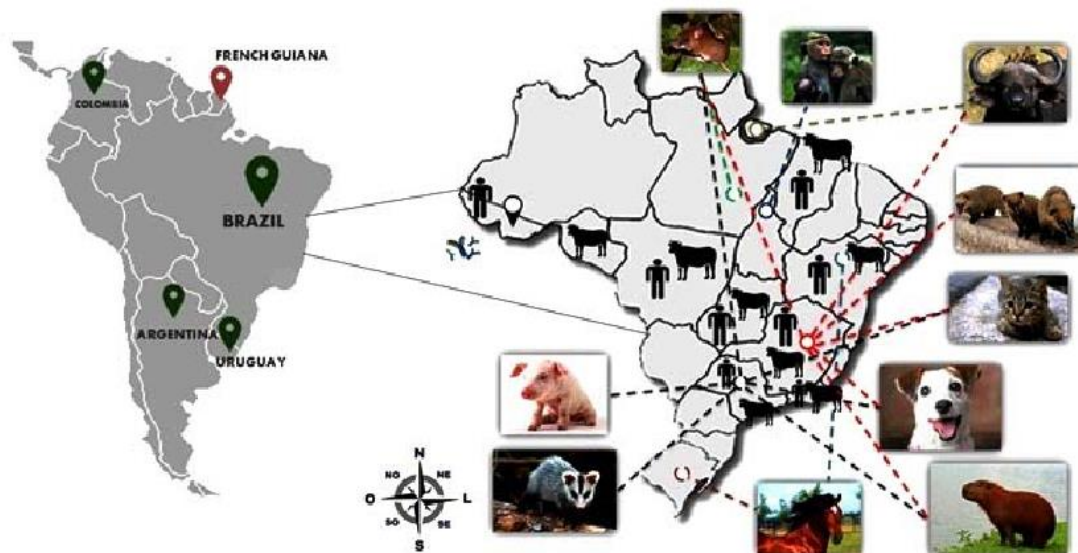 FRENCH GUIANA
COLOMBIA
BRAZIL
ARGENTINA
URUGUAY
N
NO
NE
O
L
SO
SE
S